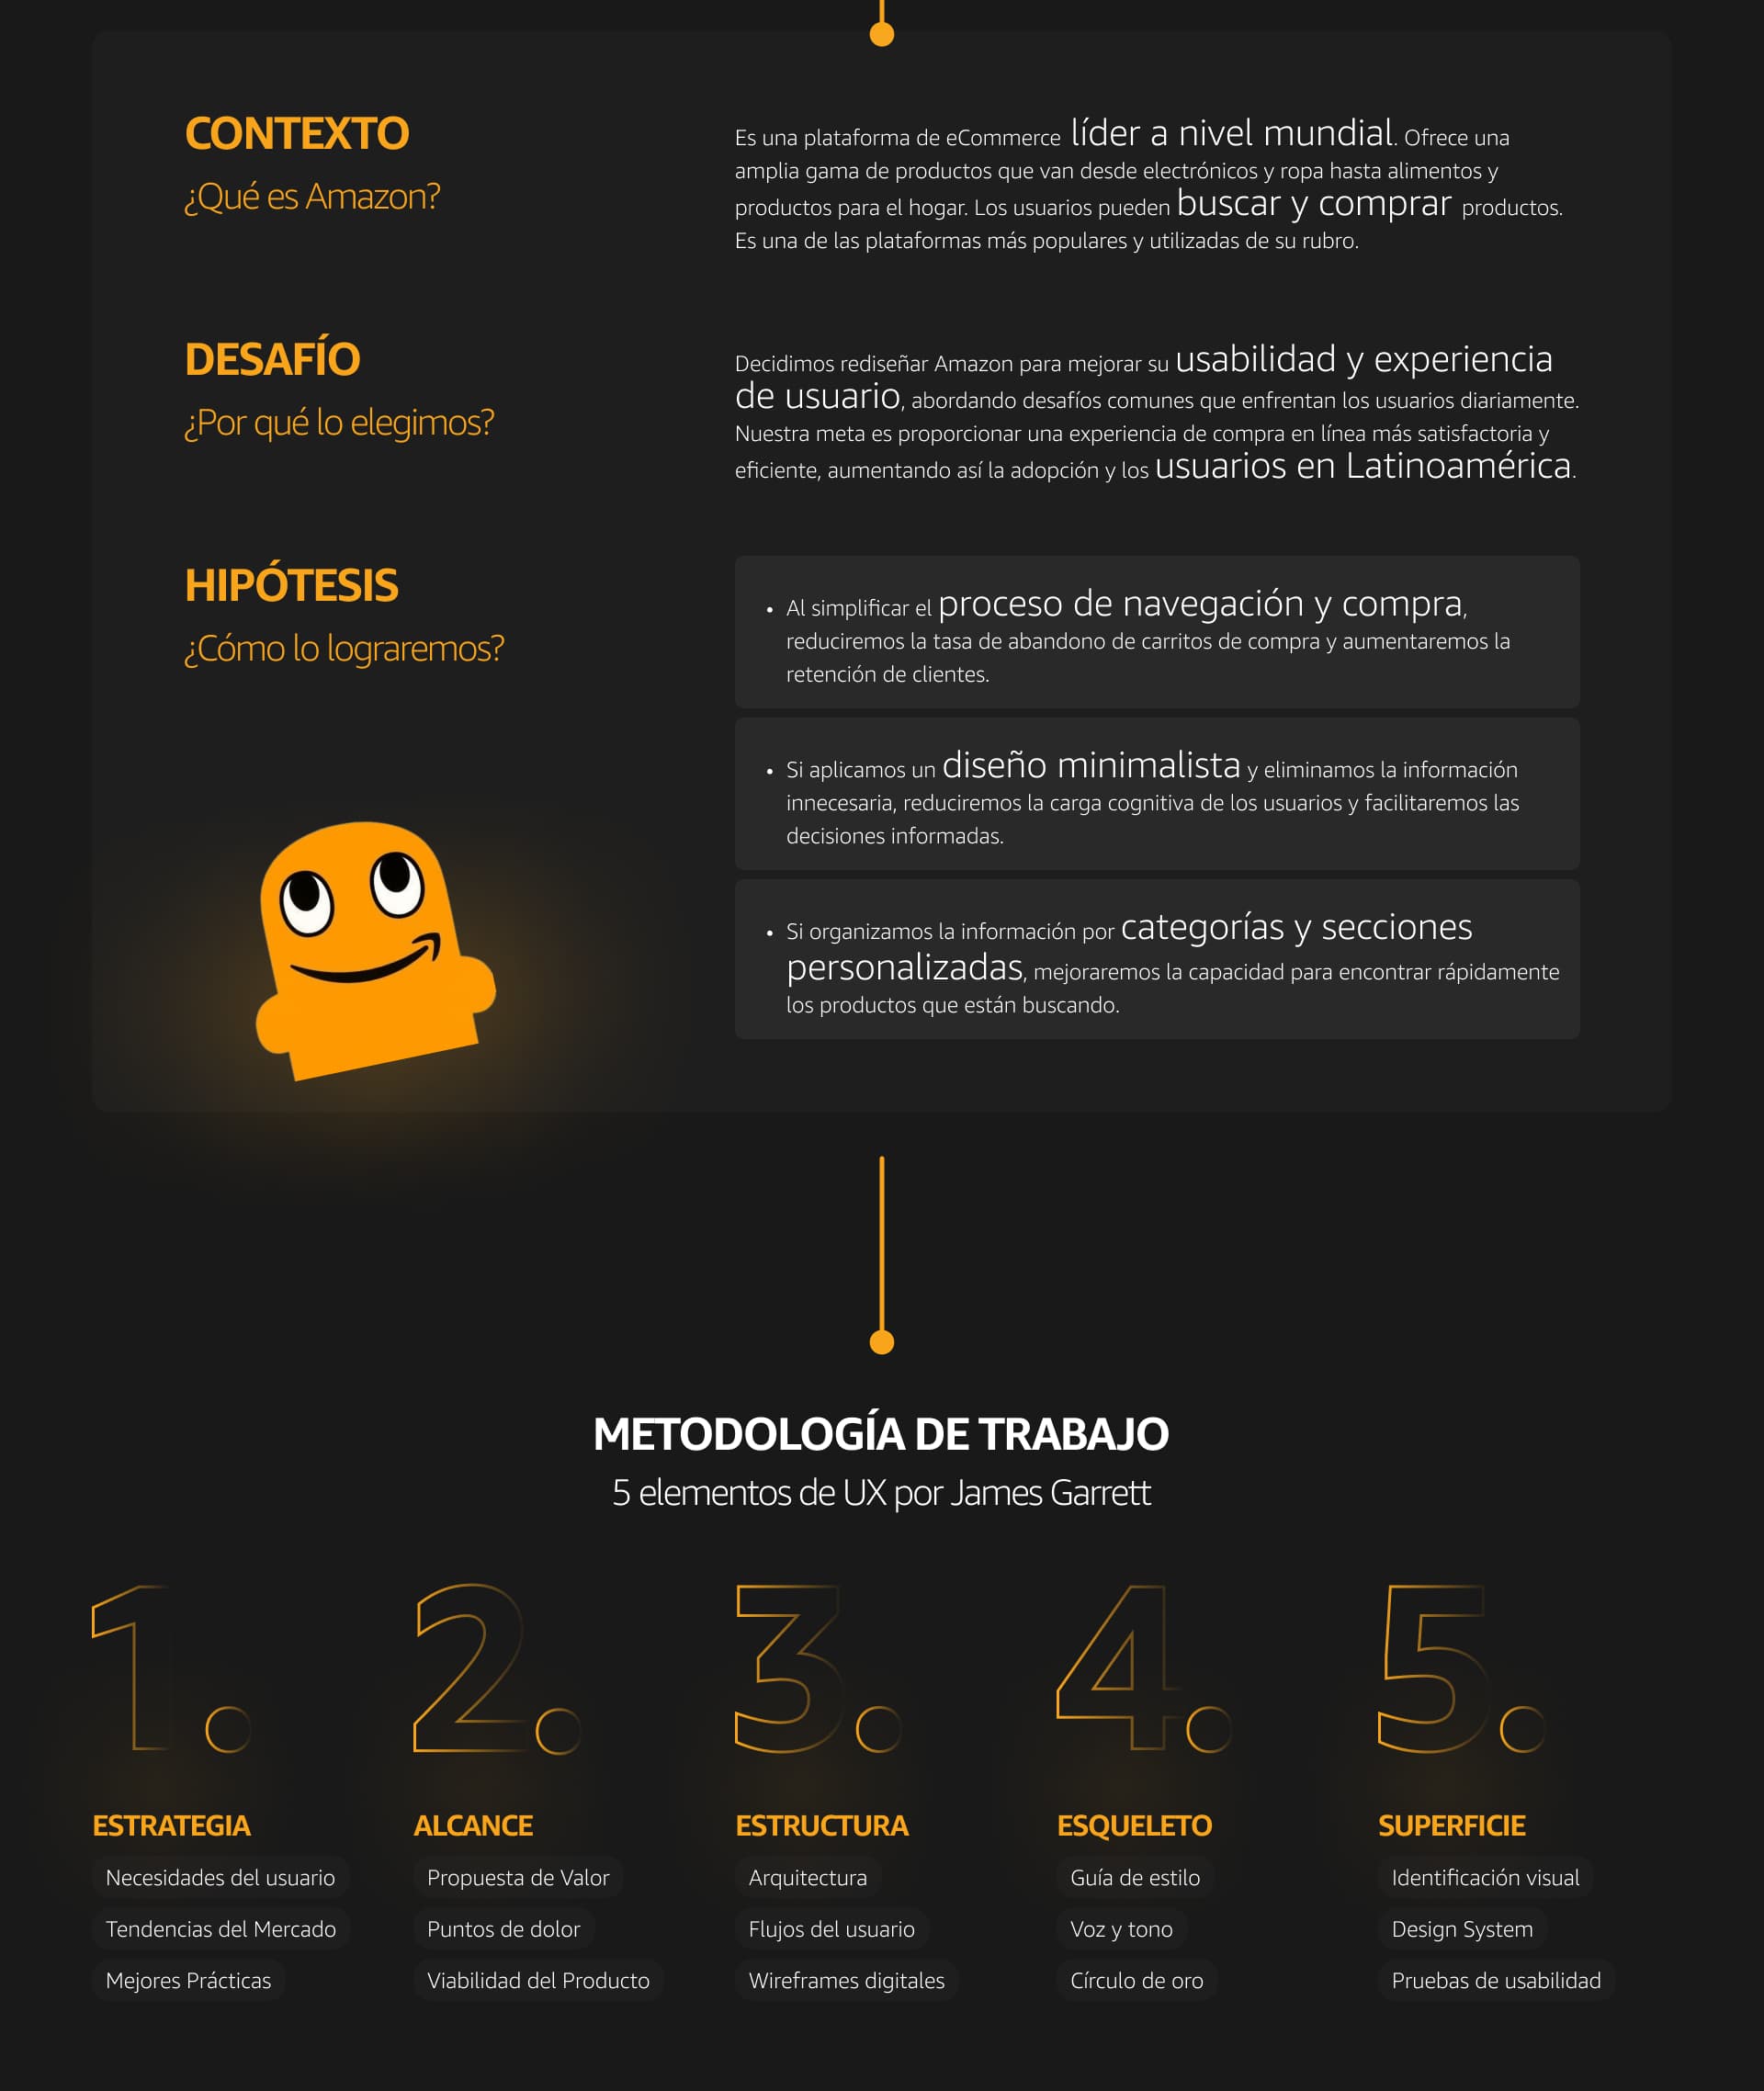 CONTEXTO
¿Qué es Amazon?
Es una plataforma de eCommerce líder a nivel mundial. Ofrece una
amplia gama de productos que van desde electrónicos y ropa hasta alimentos y
productos para el hogar. Los usuarios pueden buscar y comprar productos.
Es una de las plataformas más populares y utilizadas de su rubro.
DESAFÍO
¿Por qué lo elegimos?
Decidimos rediseñar Amazon para mejorar su usabilidad y experiencia
de usuario, abordando desafíos comunes que enfrentan los usuarios diariamente.
Nuestra meta es proporcionar una experiencia de compra en línea más satisfactoria y
eficiente, aumentando así la adopción y los usuarios en Latinoamérica.
HIPÓTESIS
¿Cómo lo lograremos?
• Al simplificar el proceso de navegación y compra,
reduciremos la tasa de abandono de carritos de compra y aumentaremos la
retención de clientes.
• Si aplicamos un diseño minimalista y eliminamos la información
innecesaria, reduciremos la carga cognitiva de los usuarios y facilitaremos las
decisiones informadas.
• Si organizamos la información por categorías y secciones
personalizadas, mejoraremos la capacidad para encontrar rápidamente
los productos que están buscando.
METODOLOGÍA DE TRABAJO
5 elementos de UX por James Garrett
1.
ESTRATEGIA
Necesidades del usuario
Tendencias del Mercado
Mejores Prácticas
2.
ALCANCE
Propuesta de Valor
Puntos de dolor
Viabilidad del Producto
3.
ESTRUCTURA
Arquitectura
Flujos del usuario
Wireframes digitales
4.
ESQUELETO
Guía de estilo
Voz y tono
Círculo de oro
5.
SUPERFICIE
Identificación visual
Design System
Pruebas de usabilidad